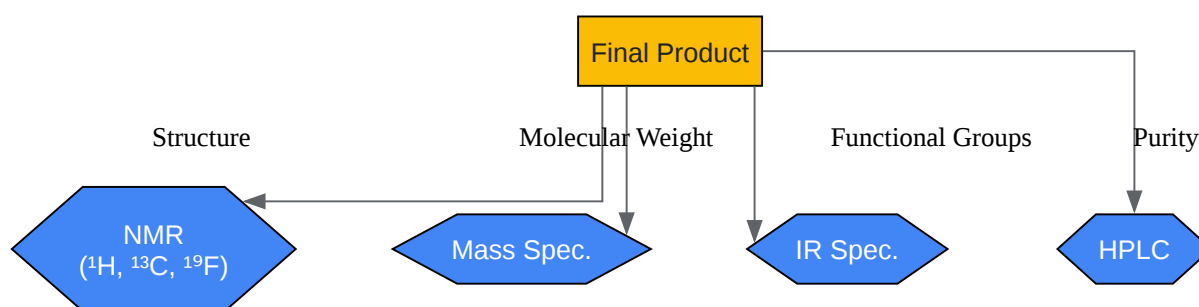 Final Product
Structure
Molecular Weight
Functional Groups
Purity
NMR
(¹H, ¹³C, ¹⁹F)
Mass Spec.
IR Spec.
HPLC